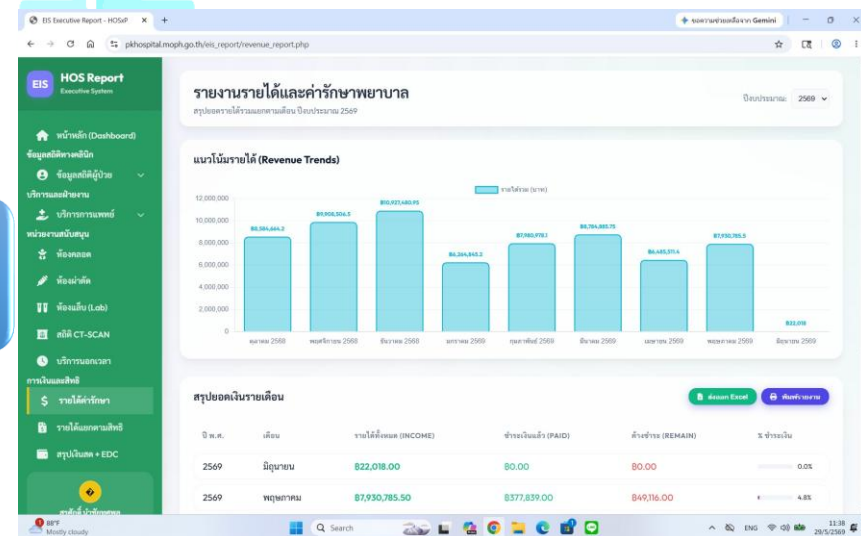 EIS Executive Report - HOSxP
ขอความช่วยเหลือจาก Gemini
pkhospital.moph.go.th/eis_report/revenue_report.php
EIS
HOS Report
Executive System
หน้าหลัก (Dashboard)
ข้อมูลสถิติทางคลินิก
ข้อมูลสถิติผู้ป่วย
บริการและฝ่ายงาน
บริการการแพทย์
หน่วยงานสนับสนุน
ห้องคลอด
ห้องผ่าตัด
ห้องแล็บ (Lab)
สถิติ CT-SCAN
บริการนอกเวลา
การเงินและสิทธิ
รายได้ค่ารักษา
รายได้แยกตามสิทธิ
สรุปเงินสด + EDC
รายงานรายได้และค่ารักษาพยาบาล
สรุปยอดรายได้รวมแยกตามเดือน ปีงบประมาณ 2569
ปีงบประมาณ 2569
แนวโน้มรายได้ (Revenue Trends)
รายได้รวม (บาท)
12,000,000
10,000,000
8,000,000
6,000,000
4,000,000
2,000,000
0
฿8,584,664.2
฿9,908,506.5
฿10,927,480.93
฿6,264,843.2
฿7,980,978.1
฿8,784,885.75
฿6,485,511.4
฿7,930,785.5
฿22,018
ตุลาคม 2568
พฤศจิกายน 2568
ธันวาคม 2568
มกราคม 2569
กุมภาพันธ์ 2569
มีนาคม 2569
เมษายน 2569
พฤษภาคม 2569
มิถุนายน 2569
สรุปยอดเงินรายเดือน
ส่งออก Excel
พิมพ์รายงาน
ปี พ.ศ. เดือน รายได้ทั้งหมด (INCOME) ชำระเงินแล้ว (PAID) ค้างชำระ (REMAIN) % ชำระเงิน
2569 มิถุนายน ฿22,018.00 ฿0.00 ฿0.00 0.0%
2569 พฤษภาคม ฿7,930,785.50 ฿377,839.00 ฿49,116.00 4.8%
88°F
Mostly cloudy
Search
ENG
11:38
29/5/2569